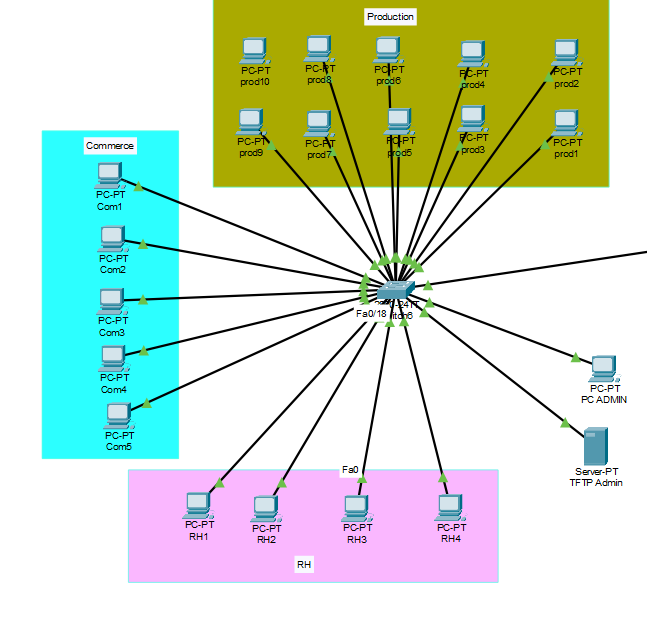 Production
PC-PT
prod10
PC-PT
prod8
PC-PT
prod6
PC-PT
prod4
PC-PT
prod2
PC-PT
prod9
PC-PT
prod7
PC-PT
prod5
PC-PT
prod3
PC-PT
prod1
Commerce
PC-PT
Com1
PC-PT
Com2
PC-PT
Com3
PC-PT
Com4
PC-PT
Com5
Fa0/18
PC-PT
PC ADMIN
Server-PT
TFTP Admin
Fa0
PC-PT
RH1
PC-PT
RH2
PC-PT
RH3
PC-PT
RH4
RH